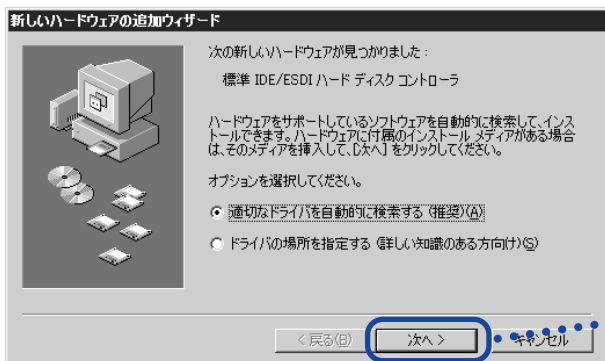 新しいハードウェアの追加ウィザード
次の新しいハードウェアが見つかりました :
標準 IDE/ESDI ハード ディスク コントローラ
ハードウェアをサポートしているソフトウェアを自動的に検索して、インス
トールできます。ハードウェアに付属のインストール メディアがある場合
は、そのメディアを挿入して、[次へ] をクリックしてください。
オプションを選択してください。
適切なドライバを自動的に検索する (推奨)(A)
ドライバの場所を指定する (詳しい知識のある方向け)(S)
< 戻る(B)
次へ >
キャンセル